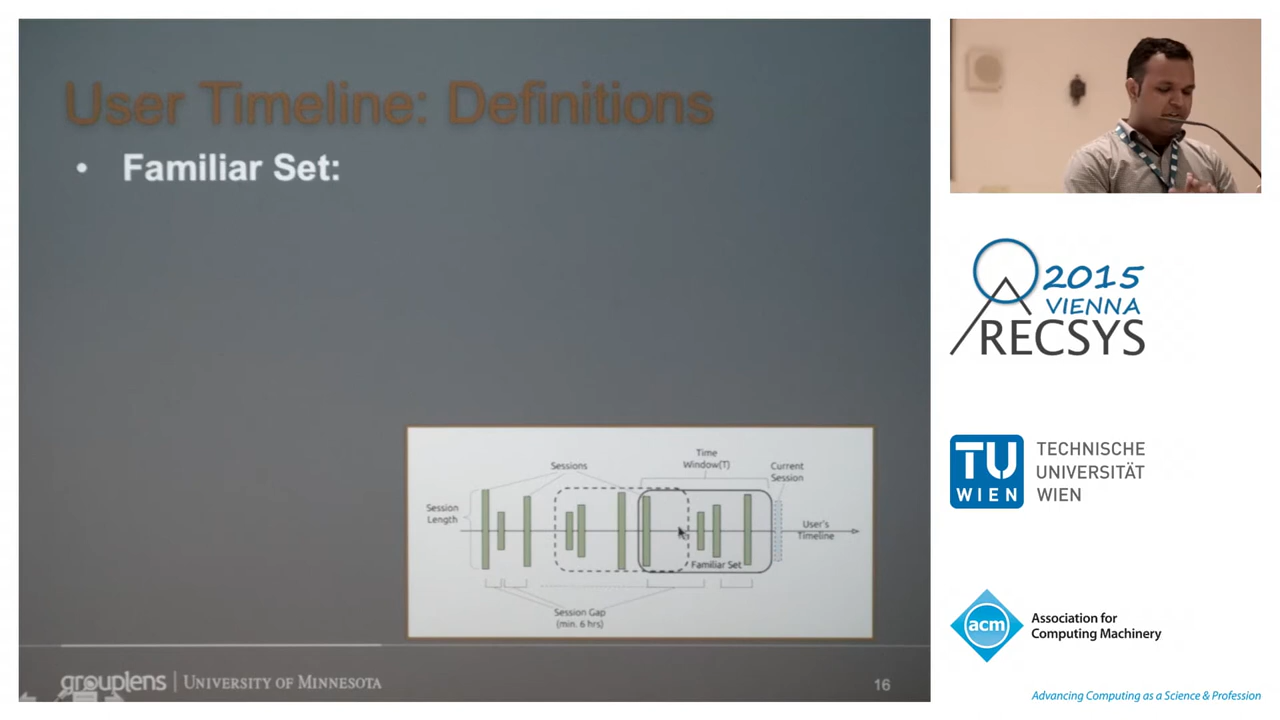 User Timeline: Definitions
• Familiar Set:
Time
Window(T)
Sessions
Current
Session
Session
Length
User's
Timeline
Familiar Set
Session Gap
(min. 6 hrs)
grouplens | UNIVERSITY OF MINNESOTA
16
2015
VIENNA
RECSYS
TU
WIEN
TECHNISCHE
UNIVERSITÄT
WIEN
acm
Association for
Computing Machinery
Advancing Computing as a Science & Profession